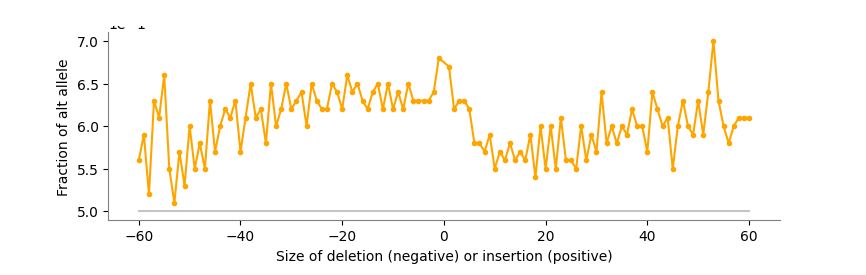 7.0
6.5
6.0
5.5
5.0
Fraction of alt allele
−60 −40 −20 0 20 40 60
Size of deletion (negative) or insertion (positive)